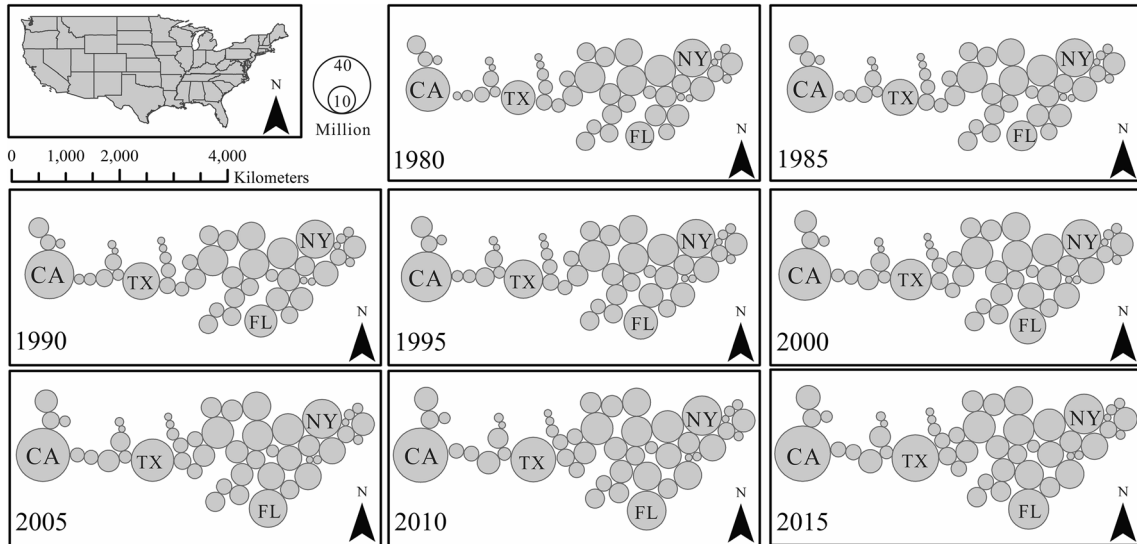 N
40
10
Million
0 1,000 2,000 4,000
Kilometers
CA TX FL NY N
1980
CA TX FL NY N
1985
CA TX FL NY N
1990
CA TX FL NY N
1995
CA TX FL NY N
2000
CA TX FL NY N
2005
CA TX FL NY N
2010
CA TX FL NY N
2015